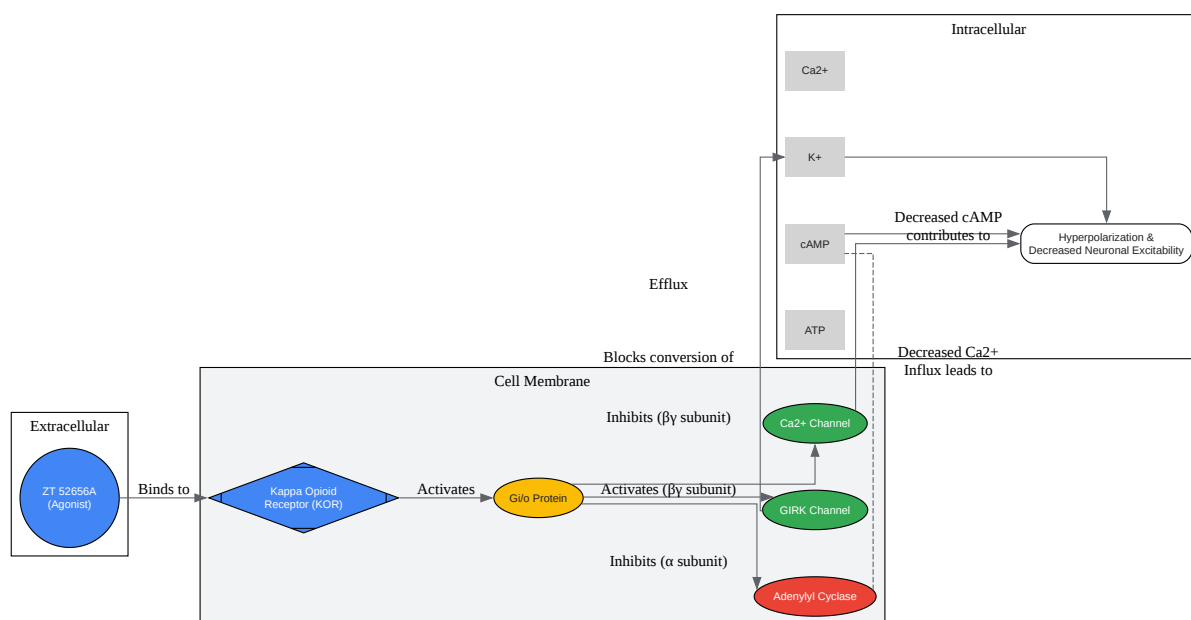 Intracellular
Ca2+
K+
Decreased cAMP
contributes to
cAMP
Hyperpolarization &
Decreased Neuronal Excitability
Efflux
ATP
Blocks conversion of
Decreased Ca2+
Influx leads to
Cell Membrane
Extracellular
Inhibits (βγ subunit)
Ca2+ Channel
ZT 52656A
(Agonist)
Binds to
Kappa Opioid
Receptor (KOR)
Activates
Gi/o Protein
Activates (βγ subunit)
GIRK Channel
Inhibits (α subunit)
Adenylyl Cyclase